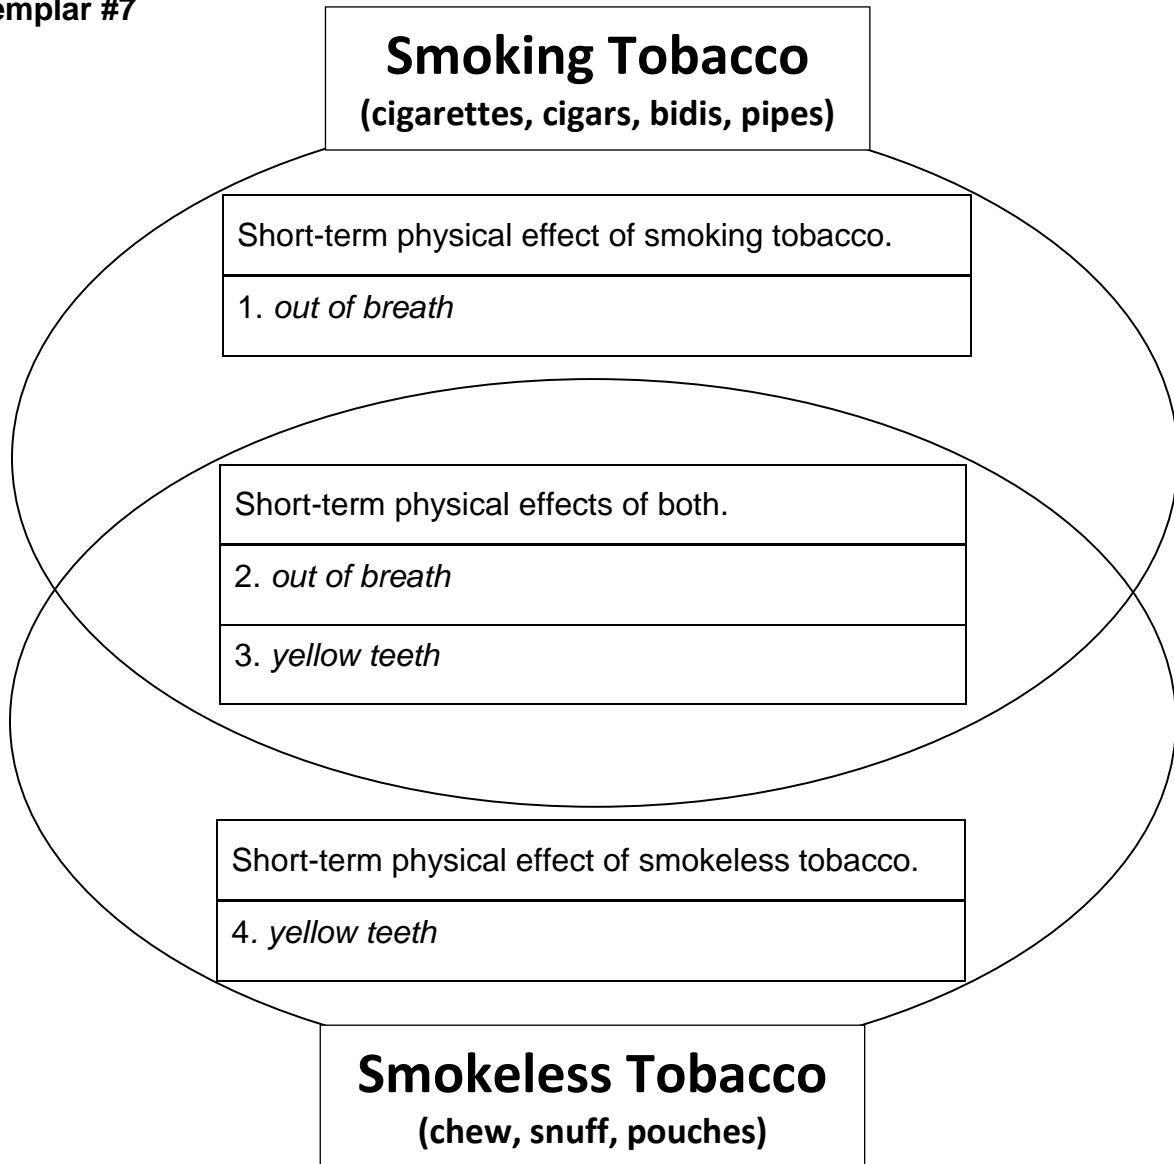 emplar #7
Smoking Tobacco
(cigarettes, cigars, bidis, pipes)
Short-term physical effect of smoking tobacco.
1. out of breath
Short-term physical effects of both.
2. out of breath
3. yellow teeth
Short-term physical effect of smokeless tobacco.
4. yellow teeth
Smokeless Tobacco
(chew, snuff, pouches)